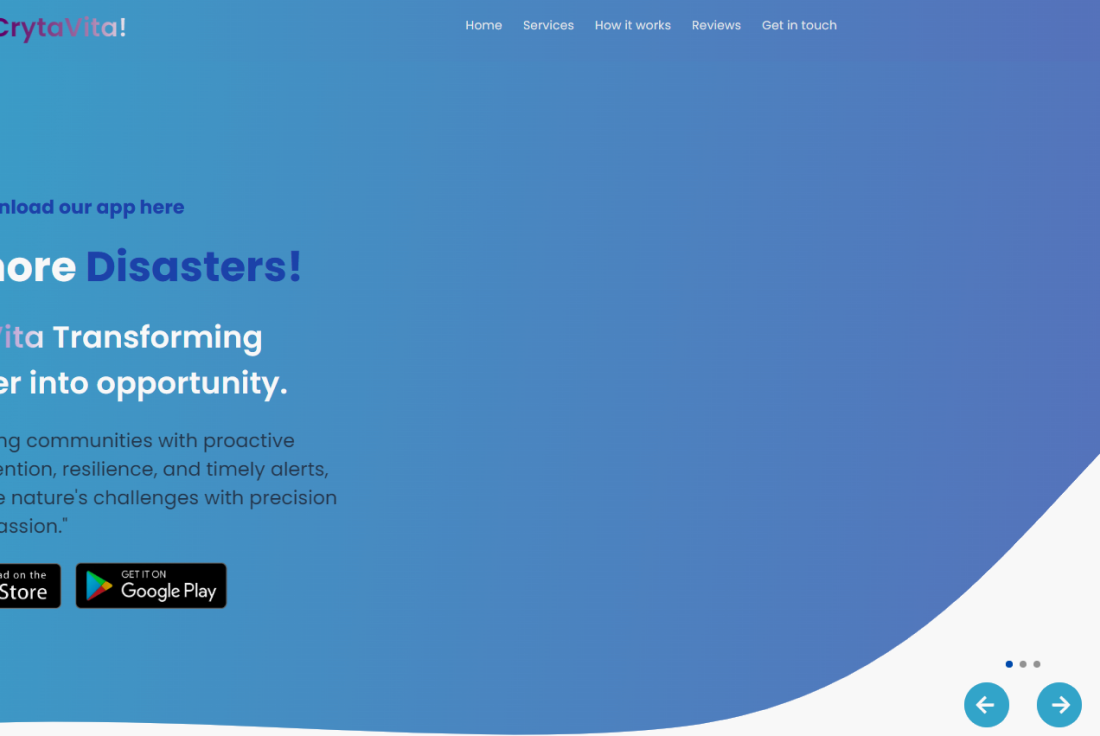 CrytaVita!
Home Services How it works Reviews Get in touch
nload our app here
ore Disasters!
ita Transforming
er into opportunity.
ng communities with proactive
ention, resilience, and timely alerts,
e nature's challenges with precision
assion."
ad on the
Store
GET IT ON
Google Play